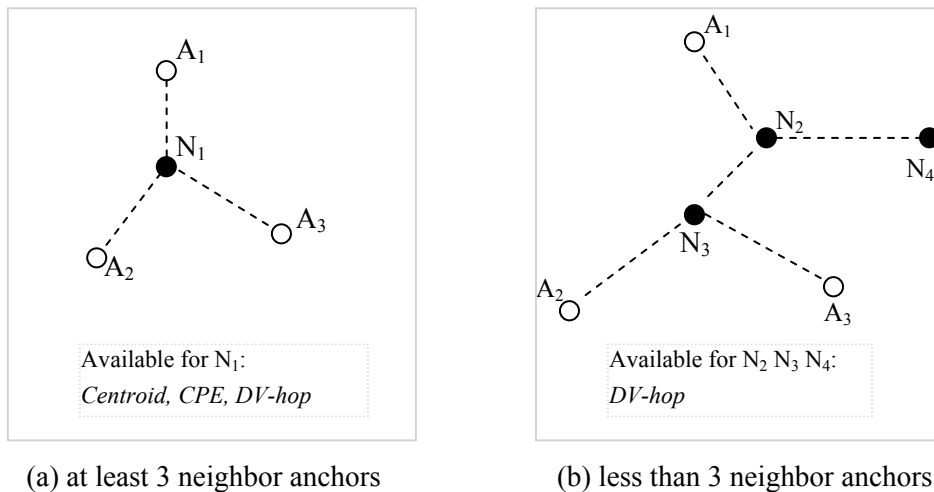 A₁
N₁
A₃
A₂
Available for N₁:
Centroid, CPE, DV-hop
(a) at least 3 neighbor anchors
A₁
N₂
N₄
N₃
A₂
A₃
Available for N₂ N₃ N₄:
DV-hop
(b) less than 3 neighbor anchors